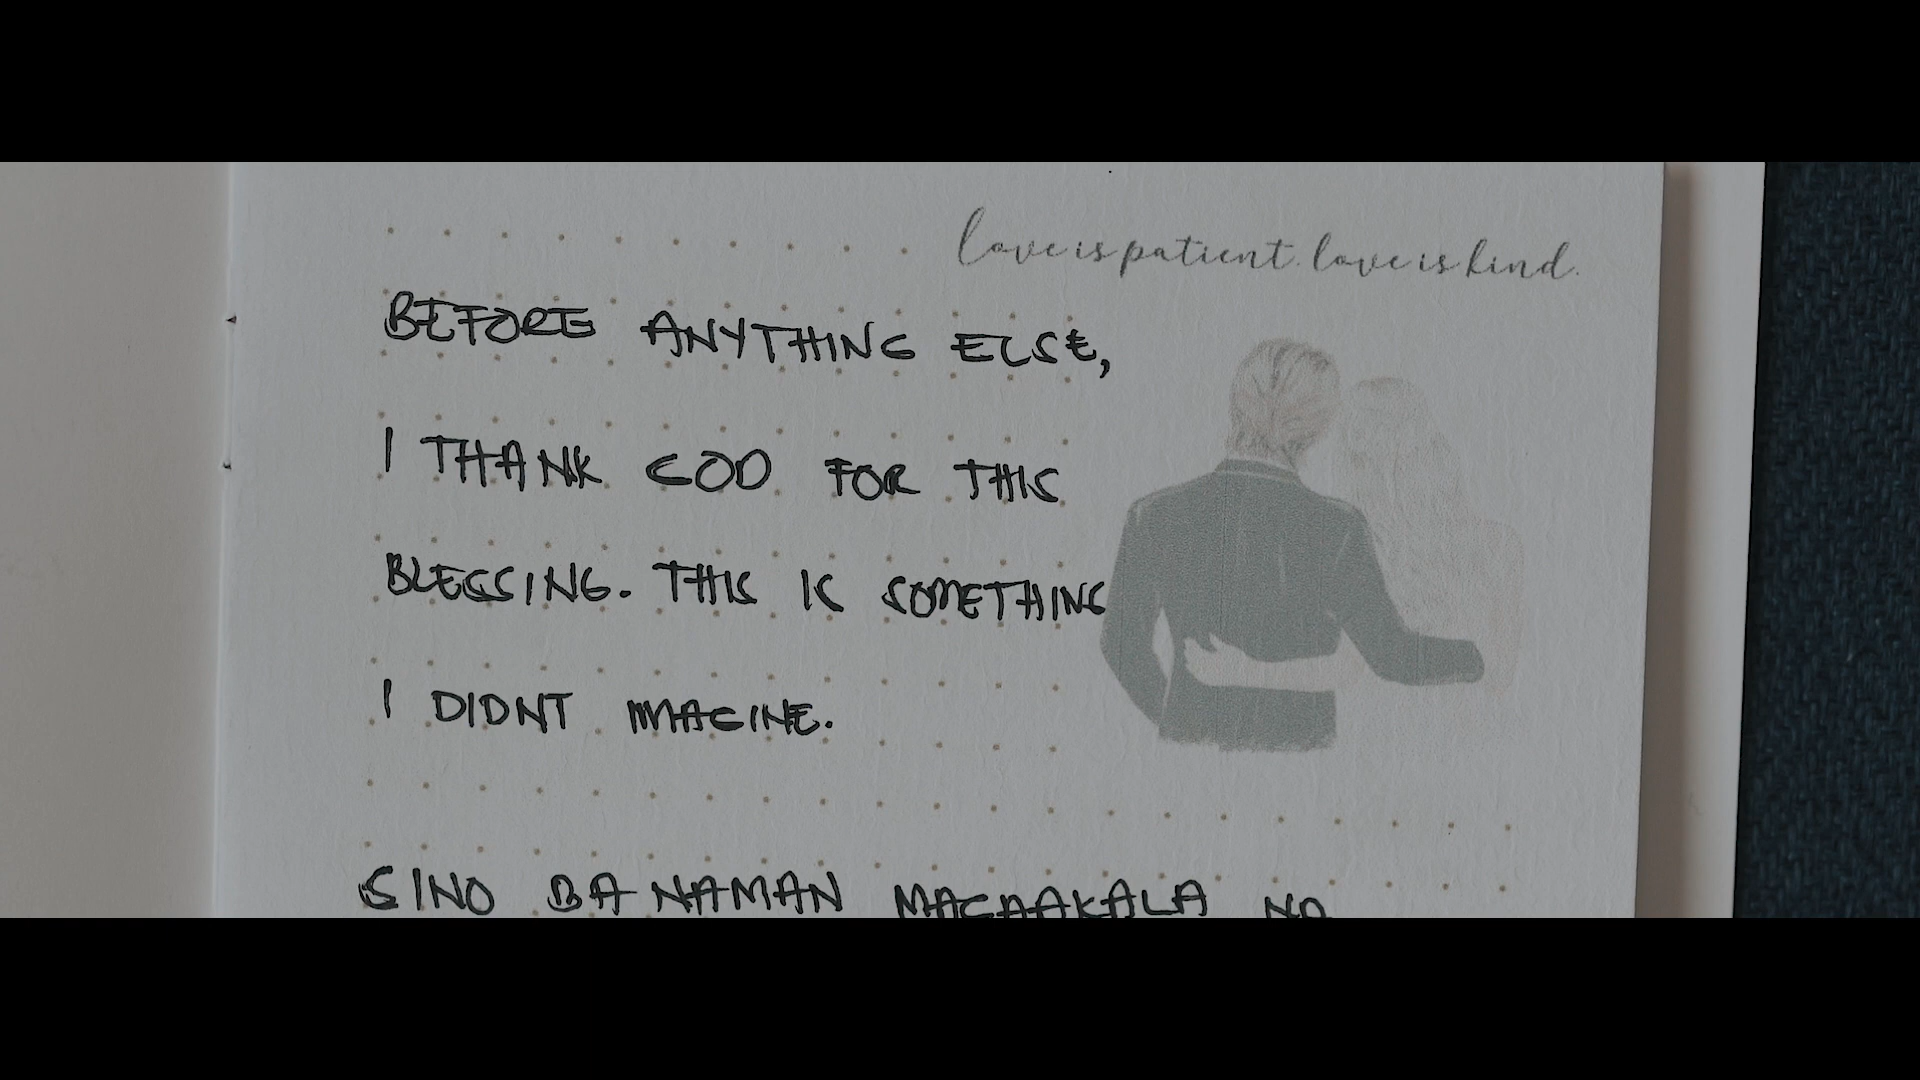 love is patient. love is kind.
BEFORE ANYTHING ELSE,
I THANK GOD FOR THIS
BLESSING. THIS IS SOMETHING
I DIDNT IMAGINE.
SINO BA NAMAN MAGAAKALA NA